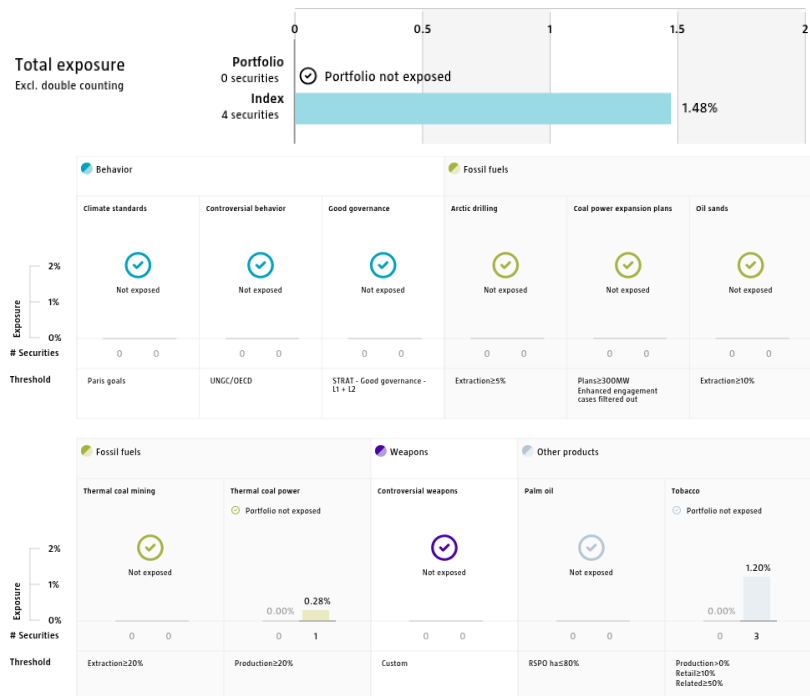 0 0.5 1 1.5 2
Total exposure
Excl. double counting
Portfolio
0 securities
Portfolio not exposed
Index
4 securities
1.48%
Behavior
Fossil fuels
Climate standards
Controversial behavior
Good governance
Arctic drilling
Coal power expansion plans
Oil sands
Exposure
2%
1%
0%
Not exposed
Not exposed
Not exposed
Not exposed
Not exposed
Not exposed
# Securities
0 0
0 0
0 0
0 0
0 0
0 0
Threshold
Paris goals
UNGC/OECD
STRAT - Good governance -
L1 + L2
Extraction≥5%
Plans≥300MW
Enhanced engagement
cases filtered out
Extraction≥10%
Fossil fuels
Weapons
Other products
Thermal coal mining
Thermal coal power
Controversial weapons
Palm oil
Tobacco
Portfolio not exposed
Portfolio not exposed
Exposure
2%
1%
0%
Not exposed
0.00%
0.28%
Not exposed
Not exposed
0.00%
1.20%
# Securities
0 0
0 1
0 0
0 0
0 3
Threshold
Extraction≥20%
Production≥20%
Custom
RSPO ha≤80%
Production>0%
Retail≥10%
Related≥50%